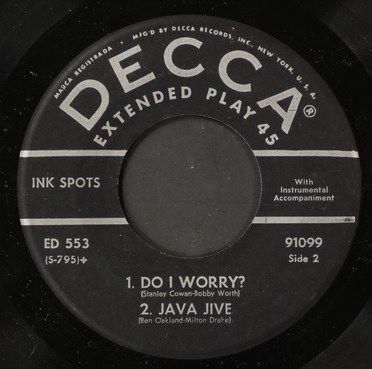 MARCA REGISTRADA • MFG'D BY DECCA RECORDS, INC., NEW YORK, U.S.A.
DECCA®
EXTENDED PLAY 45
INK SPOTS
With
Instrumental
Accompaniment
ED 553
(S-795)+
91099
Side 2
1. DO I WORRY?
(Stanley Cowan-Bobby Worth)
2. JAVA JIVE
(Ben Oakland-Milton Drake)